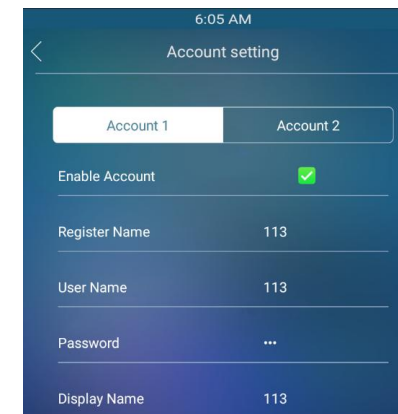 6:05 AM
Account setting
Account 1 Account 2
Enable Account
Register Name 113
User Name 113
Password •••
Display Name 113